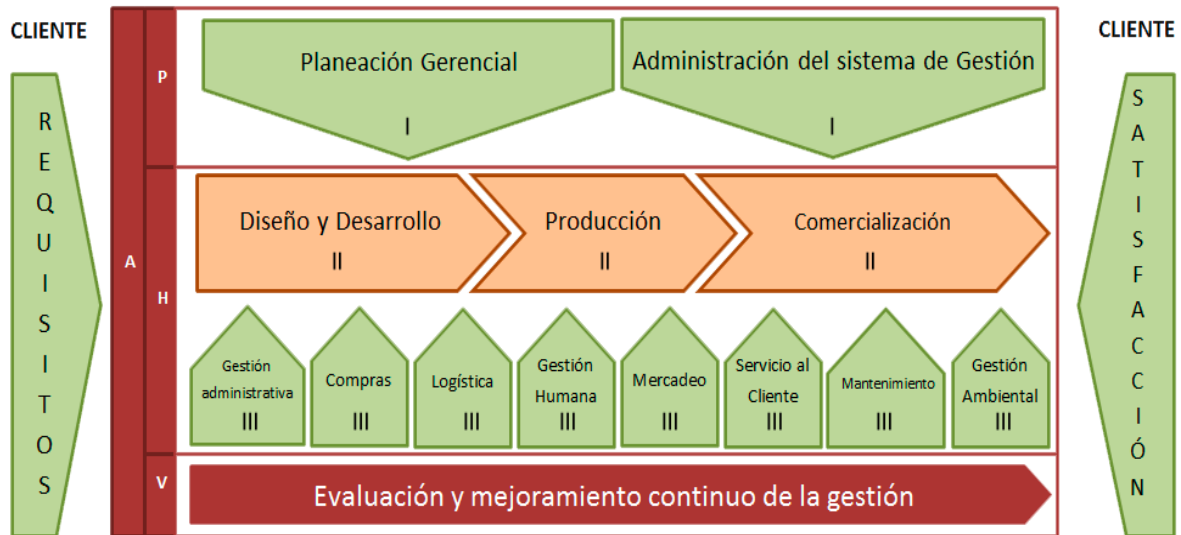 CLIENTE
REQUISITOS
A
P
Planeación Gerencial
I
Administración del sistema de Gestión
I
H
Diseño y Desarrollo
II
Producción
II
Comercialización
II
Gestión
administrativa
III
Compras
III
Logística
III
Gestión
Humana
III
Mercadeo
III
Servicio al
Cliente
III
Mantenimiento
III
Gestión
Ambiental
III
V
Evaluación y mejoramiento continuo de la gestión
CLIENTE
SATISFACCIÓN